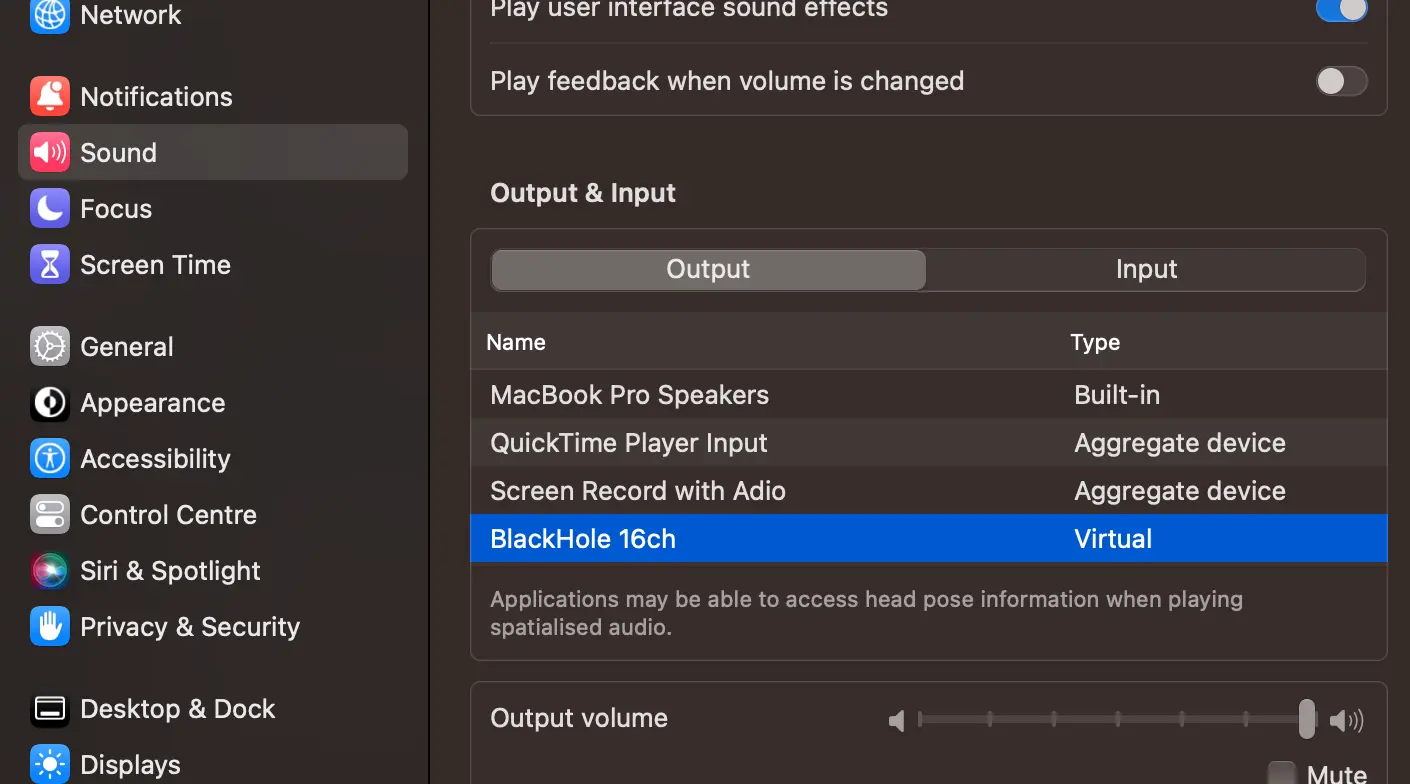 Network
Notifications
Sound
Focus
Screen Time
General
Appearance
Accessibility
Control Centre
Siri & Spotlight
Privacy & Security
Desktop & Dock
Displays
Play user interface sound effects
Play feedback when volume is changed
Output & Input
Output Input
Name Type
MacBook Pro Speakers Built-in
QuickTime Player Input Aggregate device
Screen Record with Adio Aggregate device
BlackHole 16ch Virtual
Applications may be able to access head pose information when playing
spatialised audio.
Output volume
Mute